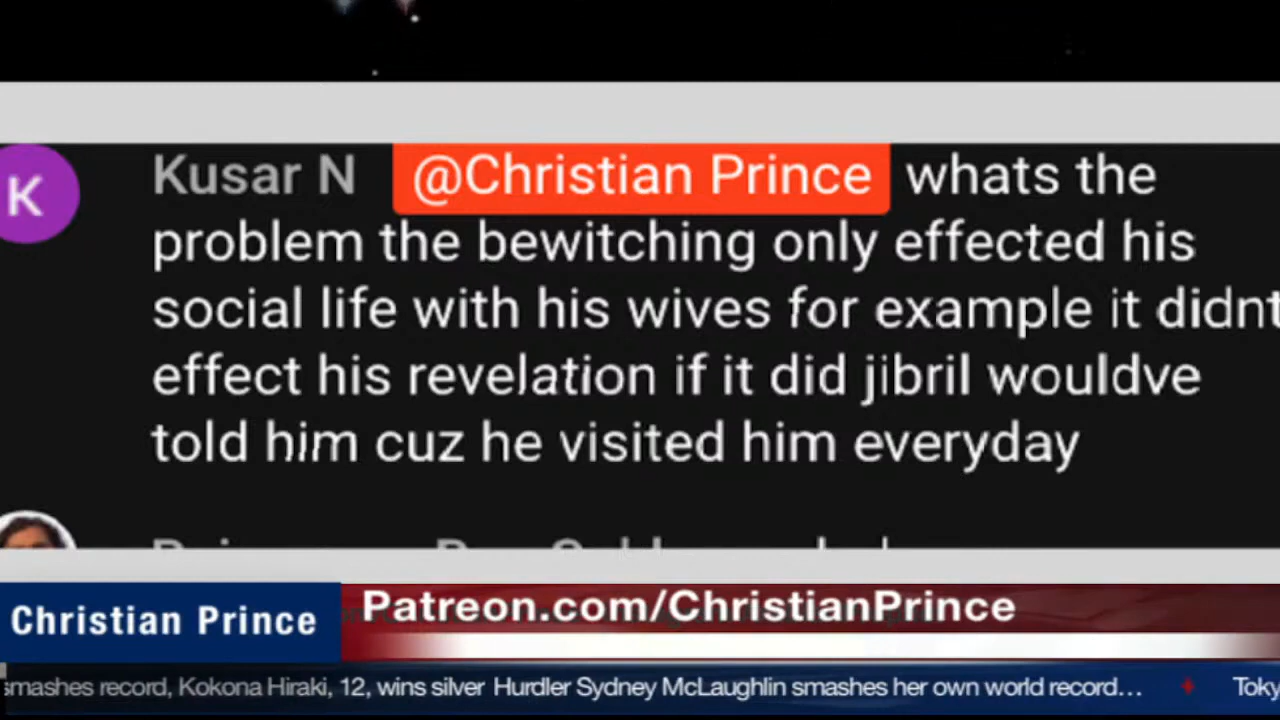 K
Kusar N @Christian Prince whats the
problem the bewitching only effected his
social life with his wives for example it didnt
effect his revelation if it did jibril wouldve
told him cuz he visited him everyday
Christian Prince
Patreon.com/ChristianPrince
smashes record, Kokona Hiraki, 12, wins silver Hurdler Sydney McLaughlin smashes her own world record... Toky